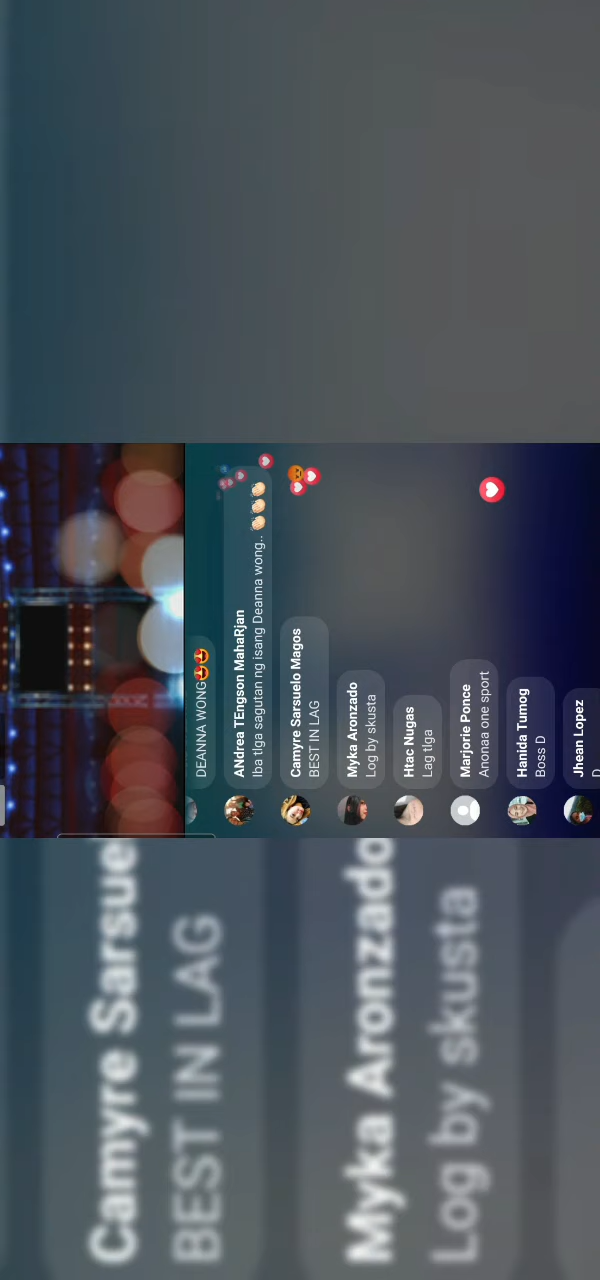 DEANNA WONG😍😍
ANdrea TEngson MahaRjan
Iba tlga sagutan ng isang Deanna wong.. 👏🏻👏🏻👏🏻
Camyre Sarsuelo Magos
BEST IN LAG
Myka Aronzado
Log by skusta
Htac Nugas
Lag tlga
Marjorie Ponce
Anonaa one sport
Hanida Tumog
Boss D
Jhean Lopez
Camyre Sarsue
BEST IN LAG
Myka Aronzado
Log by skusta